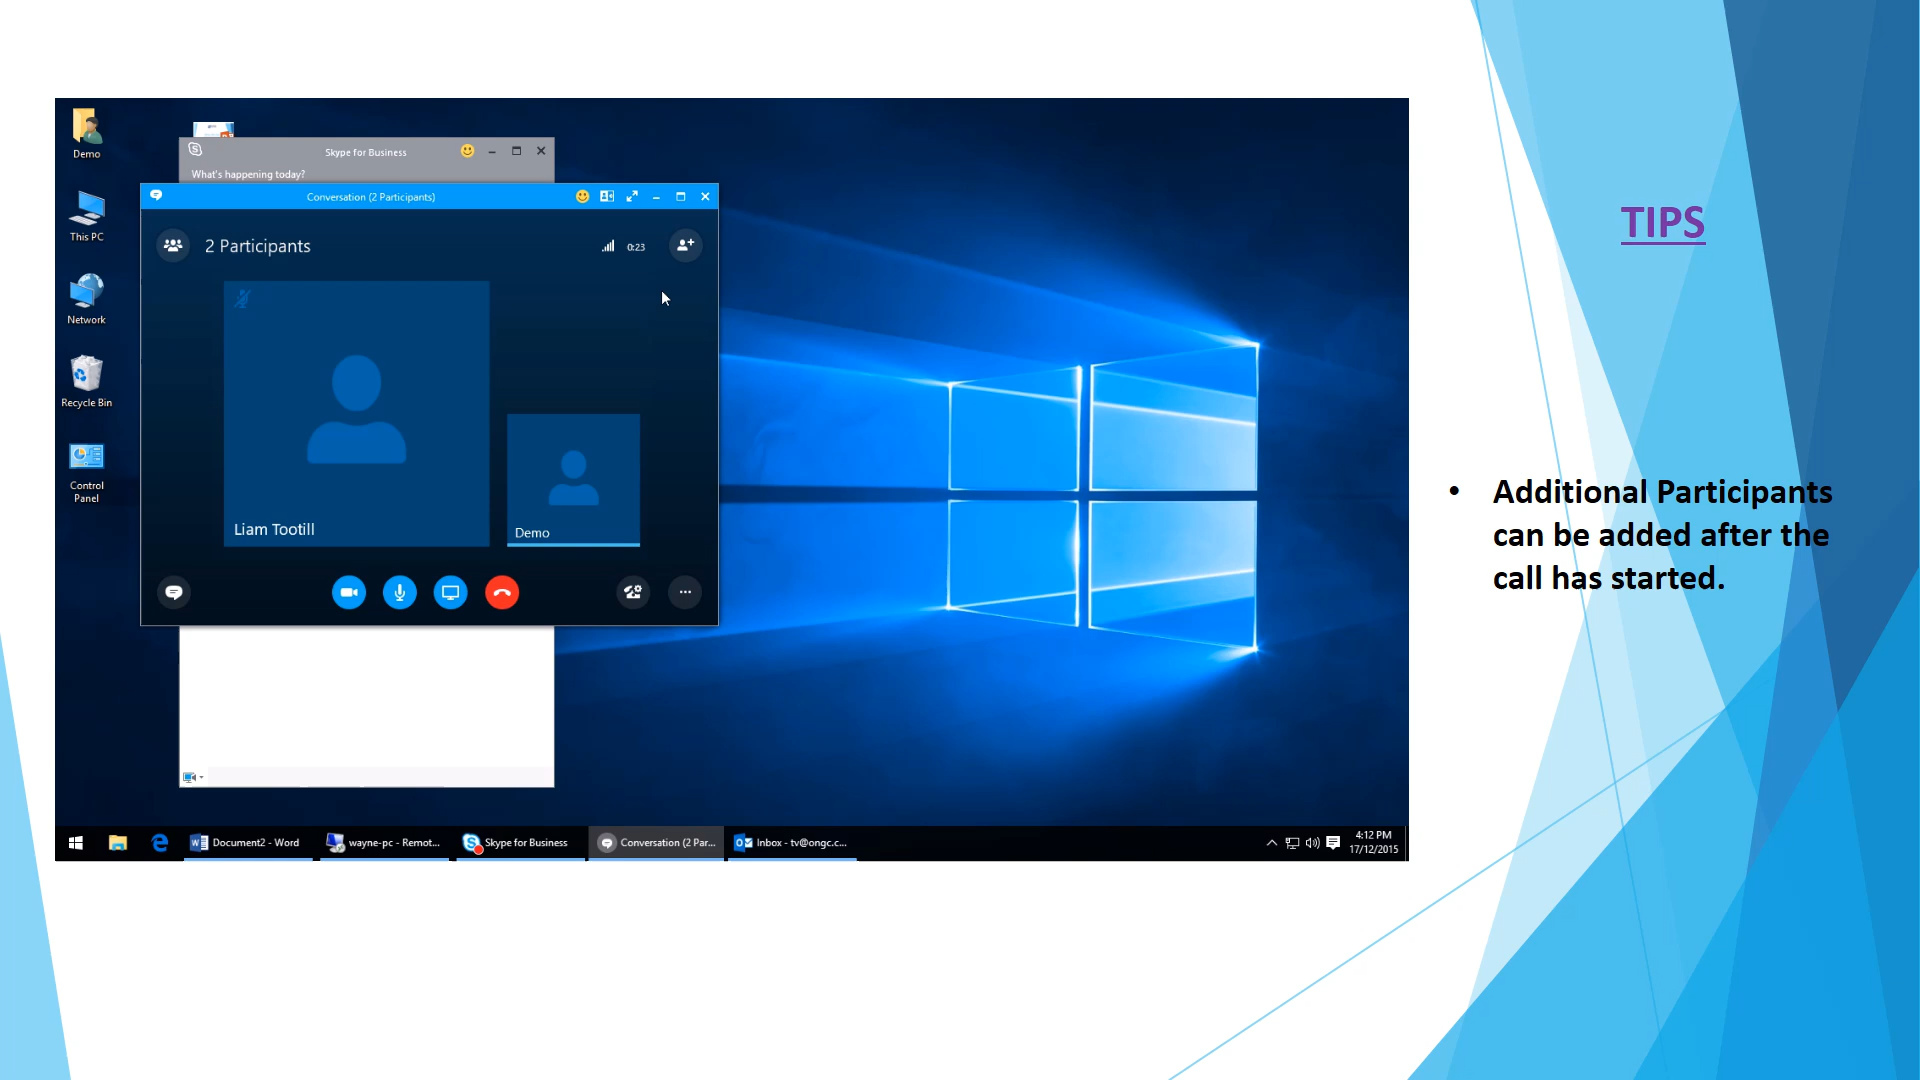 Demo
This PC
Network
Recycle Bin
Control
Panel
Skype for Business
What's happening today?
Conversation (2 Participants)
2 Participants
0:23
Liam Tootill
Demo
Document2 - Word
wayne-pc - Remot...
Skype for Business
Conversation (2 Par...
Inbox - tv@ongc.c...
4:12 PM
17/12/2015
TIPS
• Additional Participants
can be added after the
call has started.